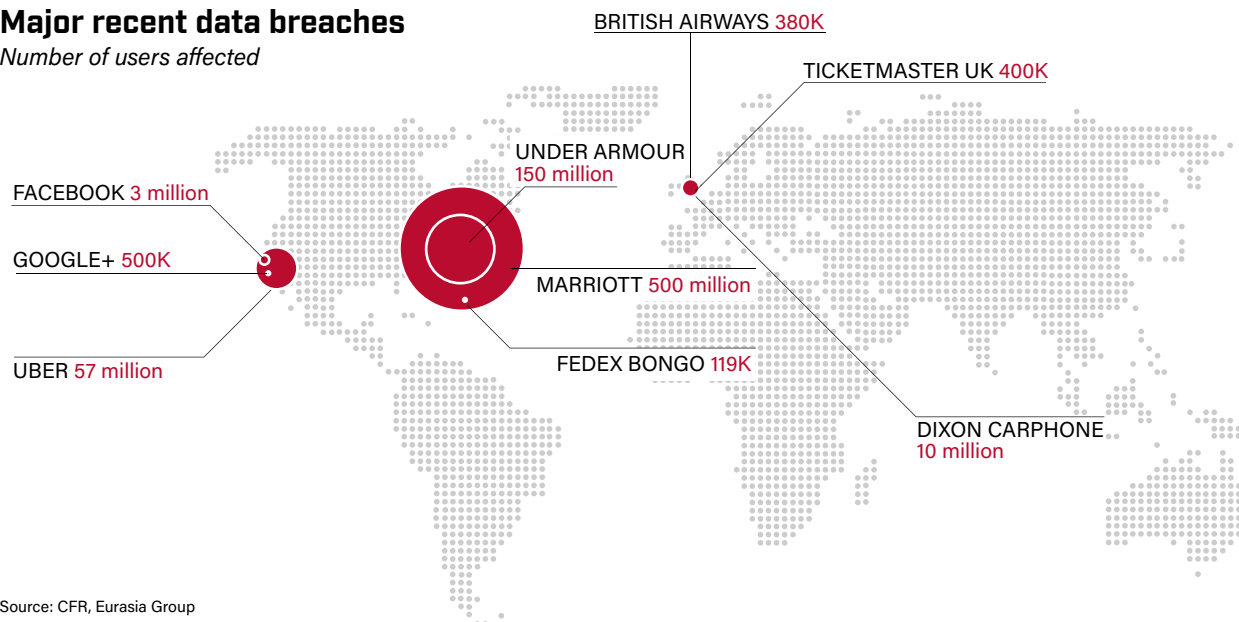 Major recent data breaches
Number of users affected
BRITISH AIRWAYS 380K
TICKETMASTER UK 400K
UNDER ARMOUR
150 million
FACEBOOK 3 million
GOOGLE+ 500K
MARRIOTT 500 million
UBER 57 million
FEDEX BONGO 119K
DIXON CARPHONE
10 million
Source: CFR, Eurasia Group